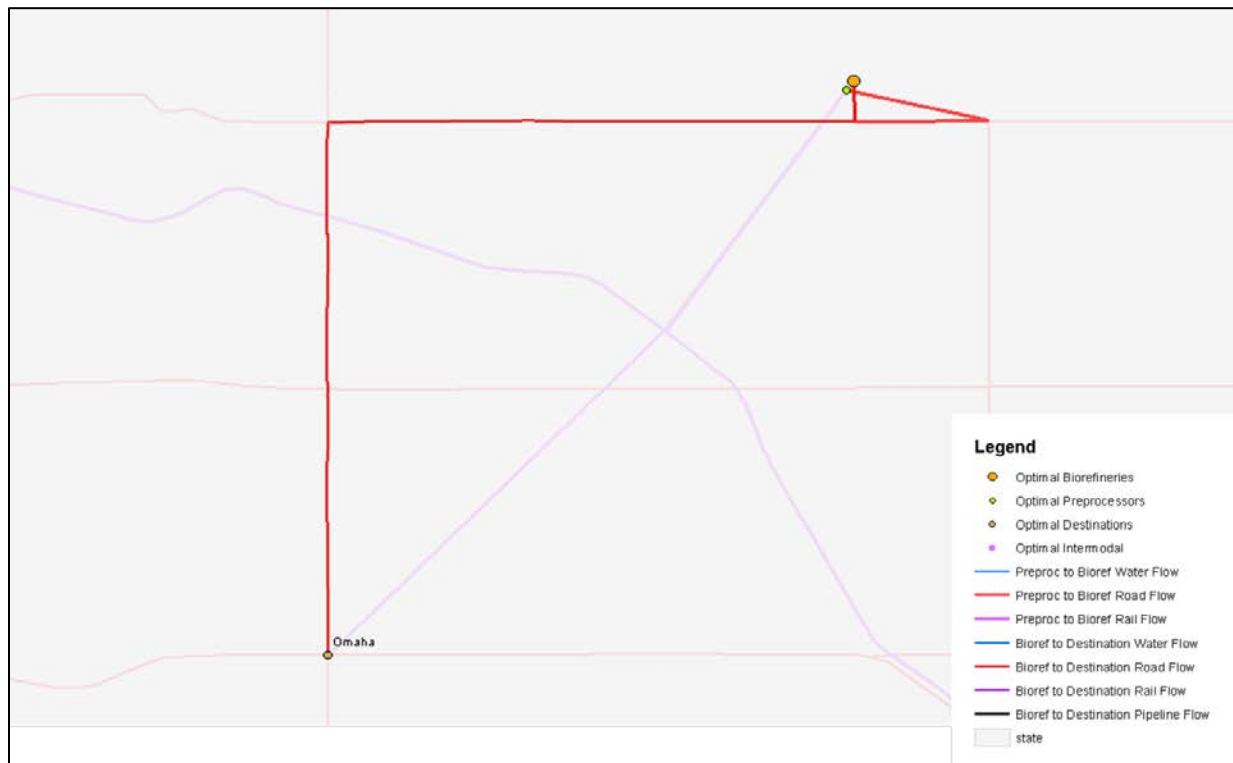 Omaha
Legend
Optimal Biorefineries
Optimal Preprocessors
Optimal Destinations
Optimal Intermodal
Preproc to Bioref Water Flow
Preproc to Bioref Road Flow
Preproc to Bioref Rail Flow
Bioref to Destination Water Flow
Bioref to Destination Road Flow
Bioref to Destination Rail Flow
Bioref to Destination Pipeline Flow
state